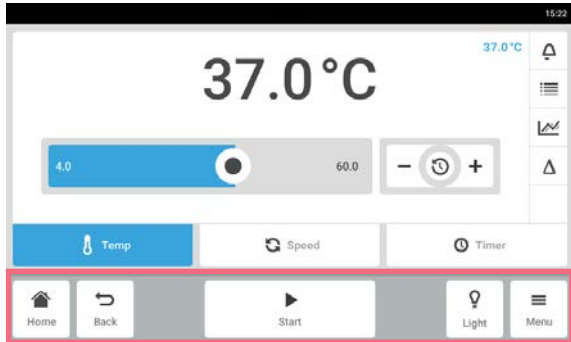 15:22
37.0 °C
37.0°C
4.0
60.0
Temp
Speed
Timer
Home
Back
Start
Light
Menu